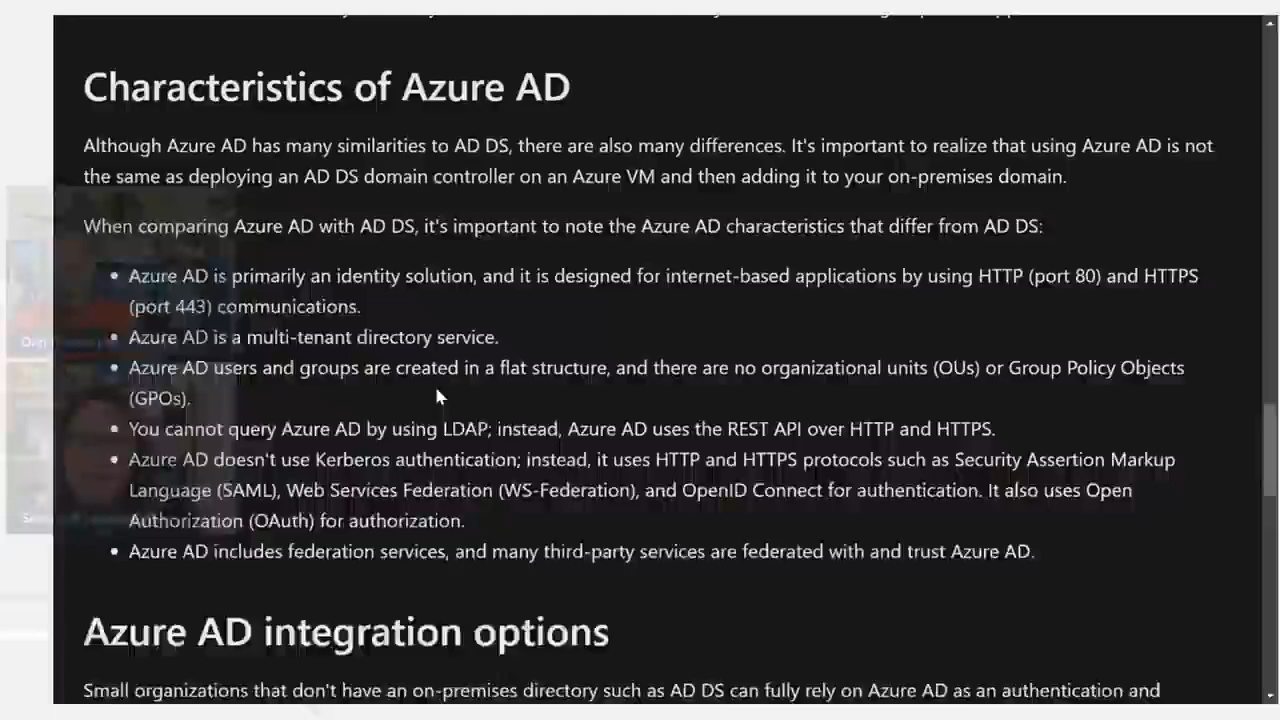 Characteristics of Azure AD
Although Azure AD has many similarities to AD DS, there are also many differences. It's important to realize that using Azure AD is not
the same as deploying an AD DS domain controller on an Azure VM and then adding it to your on-premises domain.
When comparing Azure AD with AD DS, it's important to note the Azure AD characteristics that differ from AD DS:
• Azure AD is primarily an identity solution, and it is designed for internet-based applications by using HTTP (port 80) and HTTPS
(port 443) communications.
• Azure AD is a multi-tenant directory service.
• Azure AD users and groups are created in a flat structure, and there are no organizational units (OUs) or Group Policy Objects
(GPOs).
• You cannot query Azure AD by using LDAP; instead, Azure AD uses the REST API over HTTP and HTTPS.
• Azure AD doesn't use Kerberos authentication; instead, it uses HTTP and HTTPS protocols such as Security Assertion Markup
Language (SAML), Web Services Federation (WS-Federation), and OpenID Connect for authentication. It also uses Open
Authorization (OAuth) for authorization.
• Azure AD includes federation services, and many third-party services are federated with and trust Azure AD.
Azure AD integration options
Small organizations that don't have an on-premises directory such as AD DS can fully rely on Azure AD as an authentication and